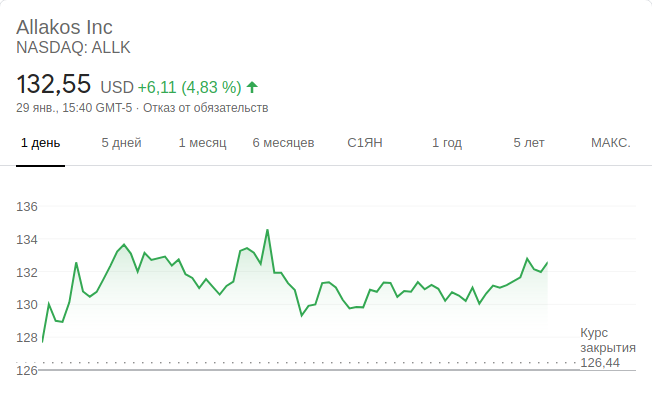 Allakos Inc
NASDAQ: ALLK
132,55 USD +6,11 (4,83 %)
29 янв., 15:40 GMT-5 · Отказ от обязательств
1 день 5 дней 1 месяц 6 месяцев С1ЯН 1 год 5 лет МАКС.
136
134
132
130
128
Курс
закрытия
126,44
126